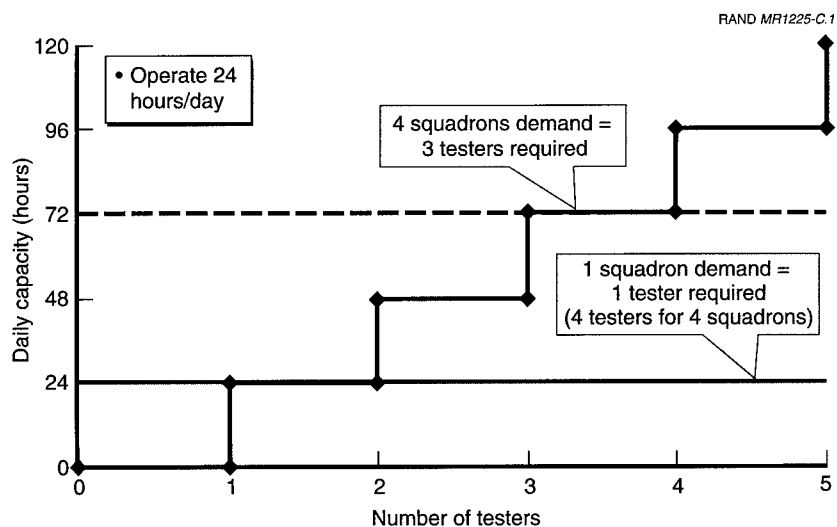 RAND MR1225-C.1
120
• Operate 24
hours/day
96
4 squadrons demand =
3 testers required
72
1 squadron demand =
1 tester required
(4 testers for 4 squadrons)
48
24
0
Daily capacity (hours)
0 1 2 3 4 5
Number of testers